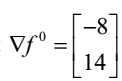 ∇f⁰ = [−8
14]